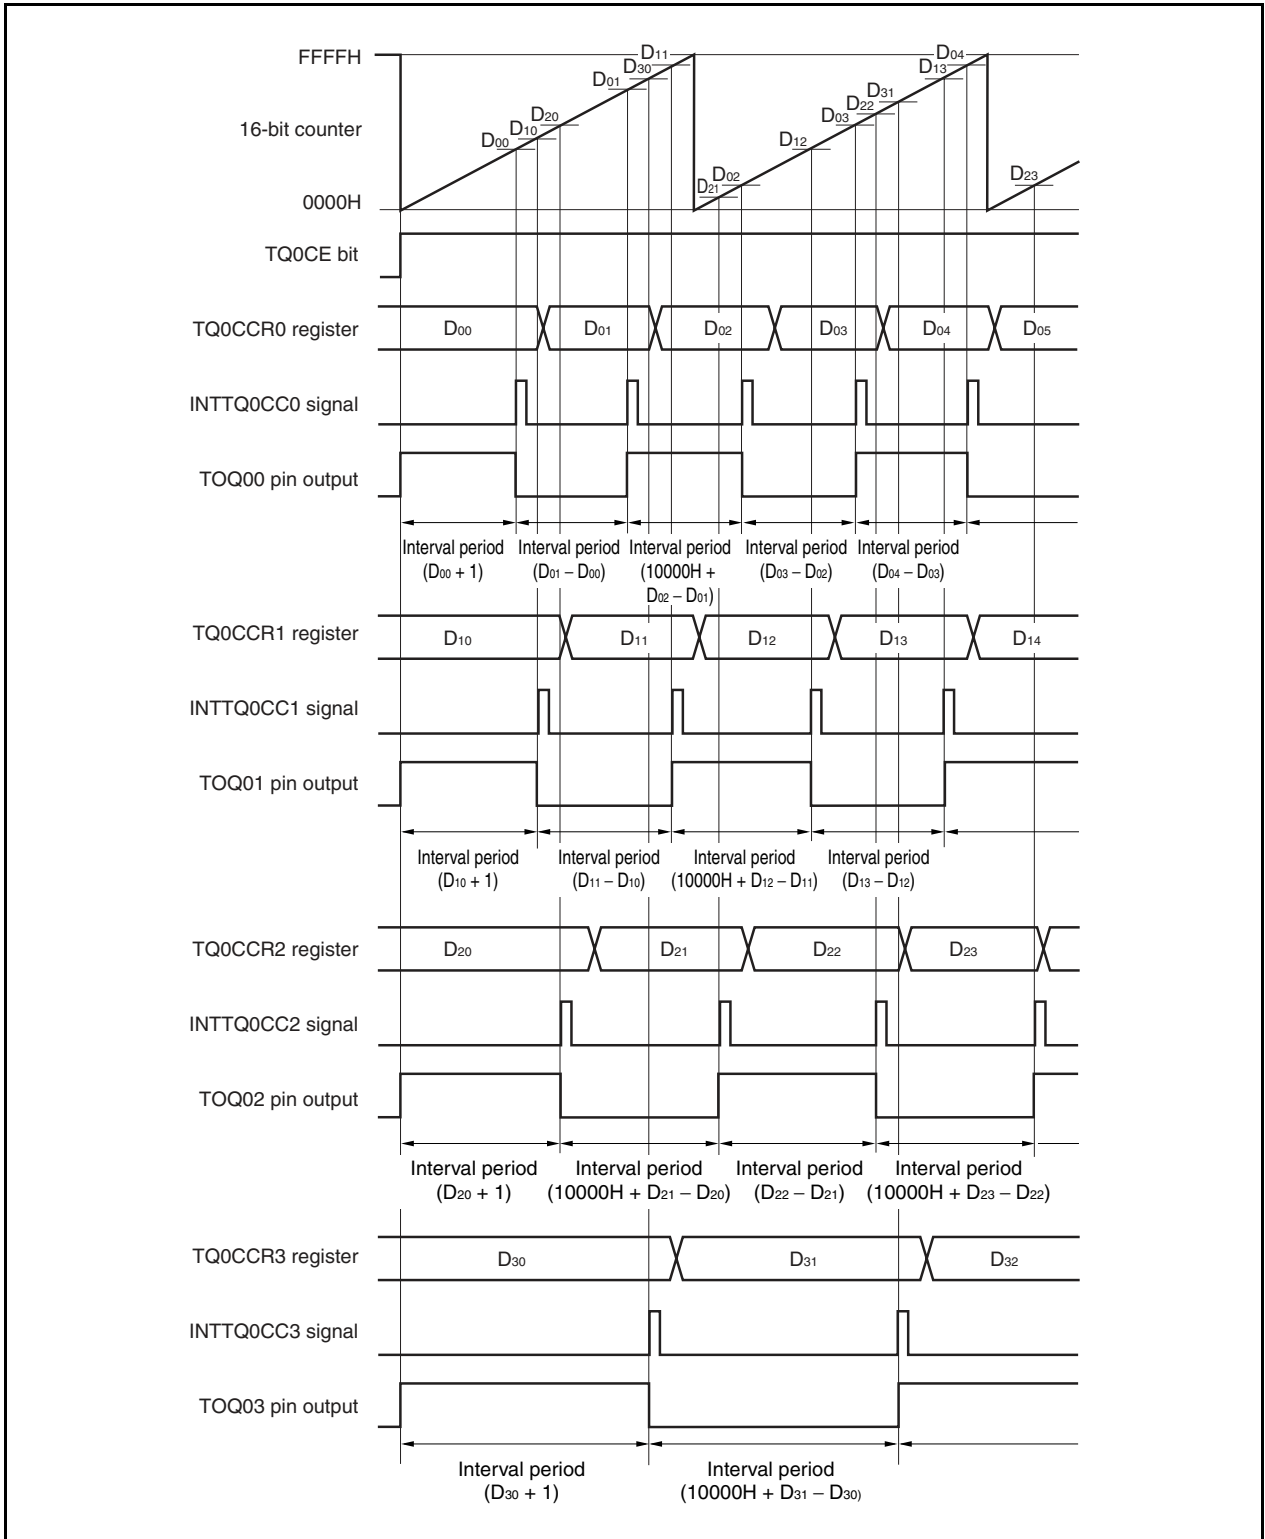 FFFFH
16-bit counter
0000H
D00
D10
D20
D01
D30
D11
D21
D02
D12
D03
D22
D31
D13
D04
D23
TQ0CE bit
TQ0CCR0 register
D00
D01
D02
D03
D04
D05
INTTQ0CC0 signal
TOQ00 pin output
Interval period
(D00 + 1)
Interval period
(D01 − D00)
Interval period
(10000H +
D02 − D01)
Interval period
(D03 − D02)
Interval period
(D04 − D03)
TQ0CCR1 register
D10
D11
D12
D13
D14
INTTQ0CC1 signal
TOQ01 pin output
Interval period
(D10 + 1)
Interval period
(D11 − D10)
Interval period
(10000H + D12 − D11)
Interval period
(D13 − D12)
TQ0CCR2 register
D20
D21
D22
D23
INTTQ0CC2 signal
TOQ02 pin output
Interval period
(D20 + 1)
Interval period
(10000H + D21 − D20)
Interval period
(D22 − D21)
Interval period
(10000H + D23 − D22)
TQ0CCR3 register
D30
D31
D32
INTTQ0CC3 signal
TOQ03 pin output
Interval period
(D30 + 1)
Interval period
(10000H + D31 − D30)